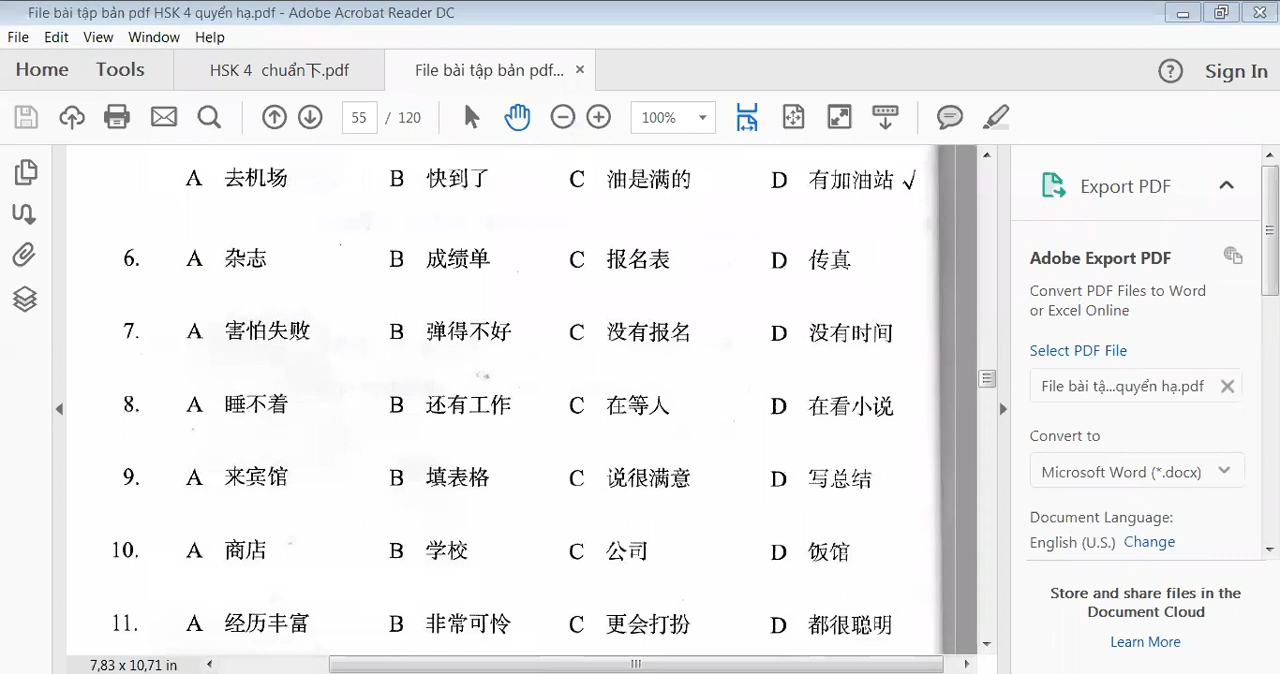 File bài tập bản pdf HSK 4 quyển hạ.pdf - Adobe Acrobat Reader DC
File Edit View Window Help
Home Tools HSK 4 chuẩn下.pdf File bài tập bản pdf... × ? Sign In
55 / 120 100%
A 去机场 B 快到了 C 油是满的 D 有加油站 √
6. A 杂志 B 成绩单 C 报名表 D 传真
7. A 害怕失败 B 弹得不好 C 没有报名 D 没有时间
8. A 睡不着 B 还有工作 C 在等人 D 在看小说
9. A 来宾馆 B 填表格 C 说很满意 D 写总结
10. A 商店 B 学校 C 公司 D 饭馆
11. A 经历丰富 B 非常可怜 C 更会打扮 D 都很聪明
7,83 x 10,71 in
Export PDF
Adobe Export PDF
Convert PDF Files to Word
or Excel Online
Select PDF File
File bài tậ...quyển hạ.pdf
Convert to
Microsoft Word (*.docx)
Document Language:
English (U.S.) Change
Store and share files in the
Document Cloud
Learn More